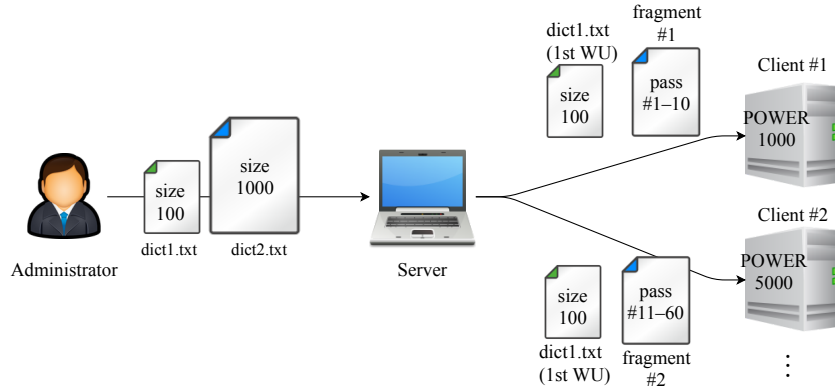 dict1.txt
(1st WU)
fragment
#1
size
100
pass
#1–10
Client #1
POWER
1000
size
100
size
1000
dict1.txt
dict2.txt
Administrator
Server
Client #2
POWER
5000
size
100
pass
#11–60
dict1.txt
(1st WU)
fragment
#2
⋮